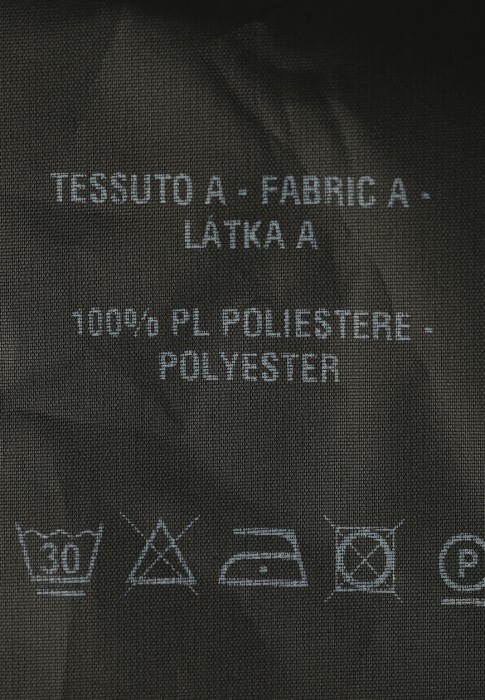 TESSUTO A - FABRIC A -
LÁTKA A
100% PL POLIESTERE -
POLYESTER
30 P